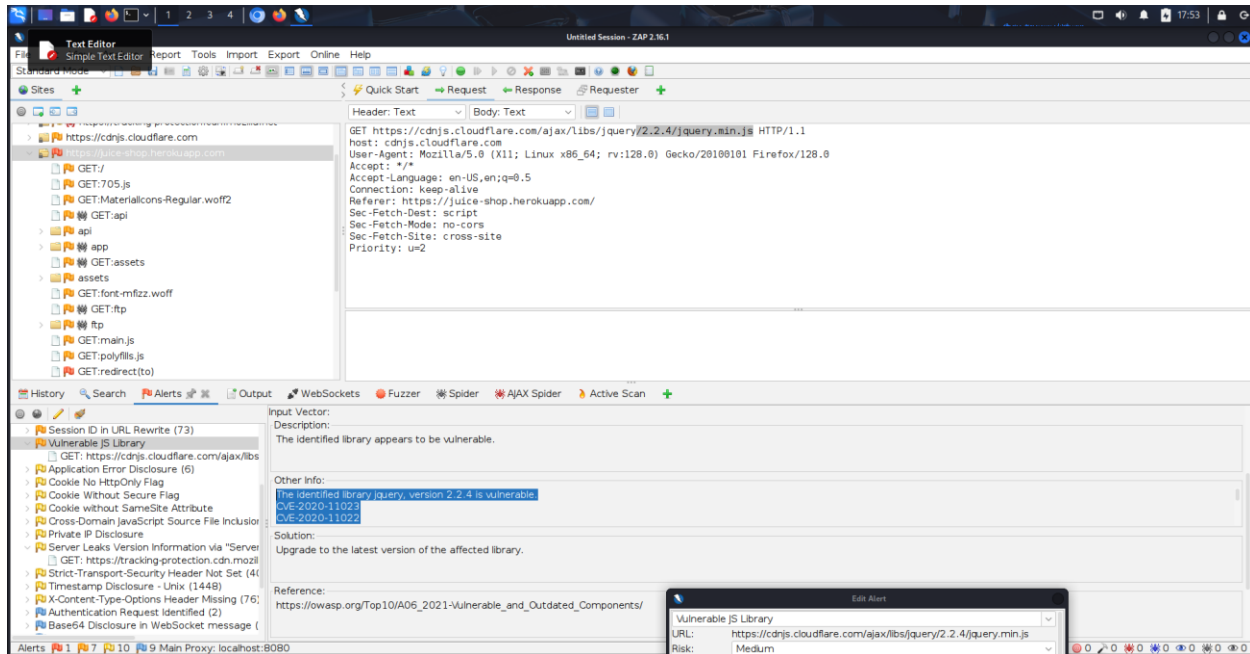 1 2 3 4
17:53
Text Editor
Simple Text Editor
Untitled Session - ZAP 2.16.1
File
Report Tools Import Export Online Help
Standard Mode
Sites
Quick Start Request Response Requester
Header: Text Body: Text
https://cdnjs.cloudflare.com
https://juice-shop.herokuapp.com
GET:/
GET:705.js
GET:MaterialIcons-Regular.woff2
GET:api
api
app
GET:assets
assets
GET:font-mfizz.woff
GET:ftp
ftp
GET:main.js
GET:polyfills.js
GET:redirect(to)
GET https://cdnjs.cloudflare.com/ajax/libs/jquery/2.2.4/jquery.min.js HTTP/1.1
host: cdnjs.cloudflare.com
User-Agent: Mozilla/5.0 (X11; Linux x86_64; rv:128.0) Gecko/20100101 Firefox/128.0
Accept: */*
Accept-Language: en-US,en;q=0.5
Connection: keep-alive
Referer: https://juice-shop.herokuapp.com/
Sec-Fetch-Dest: script
Sec-Fetch-Mode: no-cors
Sec-Fetch-Site: cross-site
Priority: u=2
History Search Alerts Output WebSockets Fuzzer Spider AJAX Spider Active Scan
Session ID in URL Rewrite (73)
Vulnerable JS Library
GET: https://cdnjs.cloudflare.com/ajax/libs
Application Error Disclosure (6)
Cookie No HttpOnly Flag
Cookie Without Secure Flag
Cookie without SameSite Attribute
Cross-Domain JavaScript Source File Inclusion
Private IP Disclosure
Server Leaks Version Information via "Server
GET: https://tracking-protection.cdn.mozil
Strict-Transport-Security Header Not Set (40
Timestamp Disclosure - Unix (1448)
X-Content-Type-Options Header Missing (76)
Authentication Request Identified (2)
Base64 Disclosure in WebSocket message (
Input Vector:
Description:
The identified library appears to be vulnerable.
Other Info:
The identified library jquery, version 2.2.4 is vulnerable.
CVE-2020-11023
CVE-2020-11022
Solution:
Upgrade to the latest version of the affected library.
Reference:
https://owasp.org/Top10/A06_2021-Vulnerable_and_Outdated_Components/
Edit Alert
Vulnerable JS Library
URL: https://cdnjs.cloudflare.com/ajax/libs/jquery/2.2.4/jquery.min.js
Risk: Medium
Alerts 1 7 10 9 Main Proxy: localhost:8080
0 0 0 0 0 0